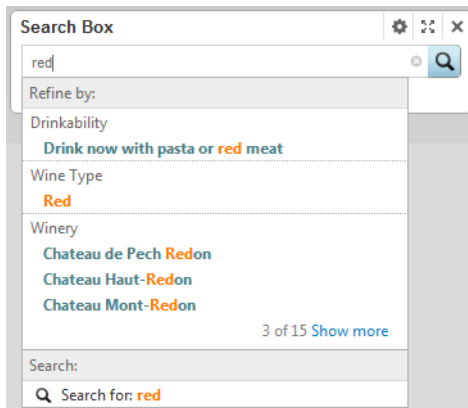 Search Box
red
Refine by:
Drinkability
Drink now with pasta or red meat
Wine Type
Red
Winery
Chateau de Pech Redon
Chateau Haut-Redon
Chateau Mont-Redon
3 of 15 Show more
Search:
Search for: red